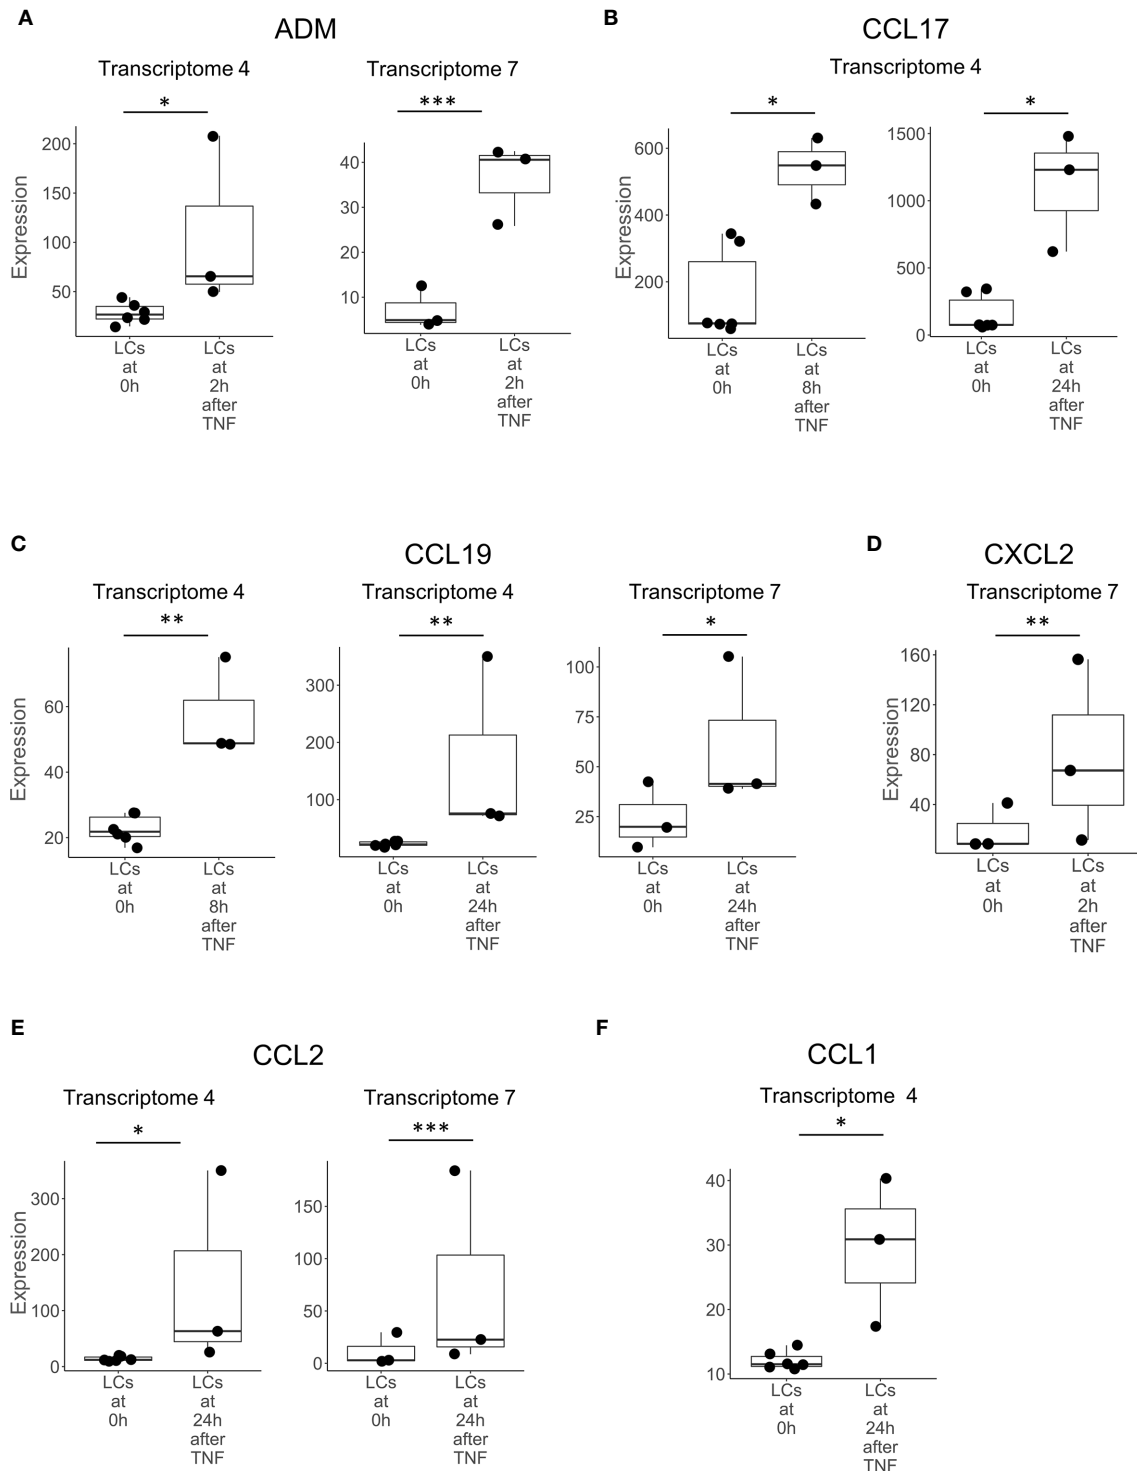 A
ADM
Transcriptome 4
Transcriptome 7
*
***
Expression
200
150
100
50
40
30
20
10
LCs
at
0h
LCs
at
2h
after
TNF
LCs
at
0h
LCs
at
2h
after
TNF
B
CCL17
Transcriptome 4
*
*
Expression
600
400
200
1500
1000
500
0
LCs
at
0h
LCs
at
8h
after
TNF
LCs
at
0h
LCs
at
24h
after
TNF
C
CCL19
Transcriptome 4
Transcriptome 4
Transcriptome 7
**
**
*
Expression
60
40
20
300
200
100
100
75
50
25
LCs
at
0h
LCs
at
8h
after
TNF
LCs
at
0h
LCs
at
24h
after
TNF
LCs
at
0h
LCs
at
24h
after
TNF
D
CXCL2
Transcriptome 7
**
Expression
160
120
80
40
LCs
at
0h
LCs
at
2h
after
TNF
E
CCL2
Transcriptome 4
Transcriptome 7
*
***
Expression
300
200
100
0
150
100
50
0
LCs
at
0h
LCs
at
24h
after
TNF
LCs
at
0h
LCs
at
24h
after
TNF
F
CCL1
Transcriptome 4
*
40
30
20
10
LCs
at
0h
LCs
at
24h
after
TNF